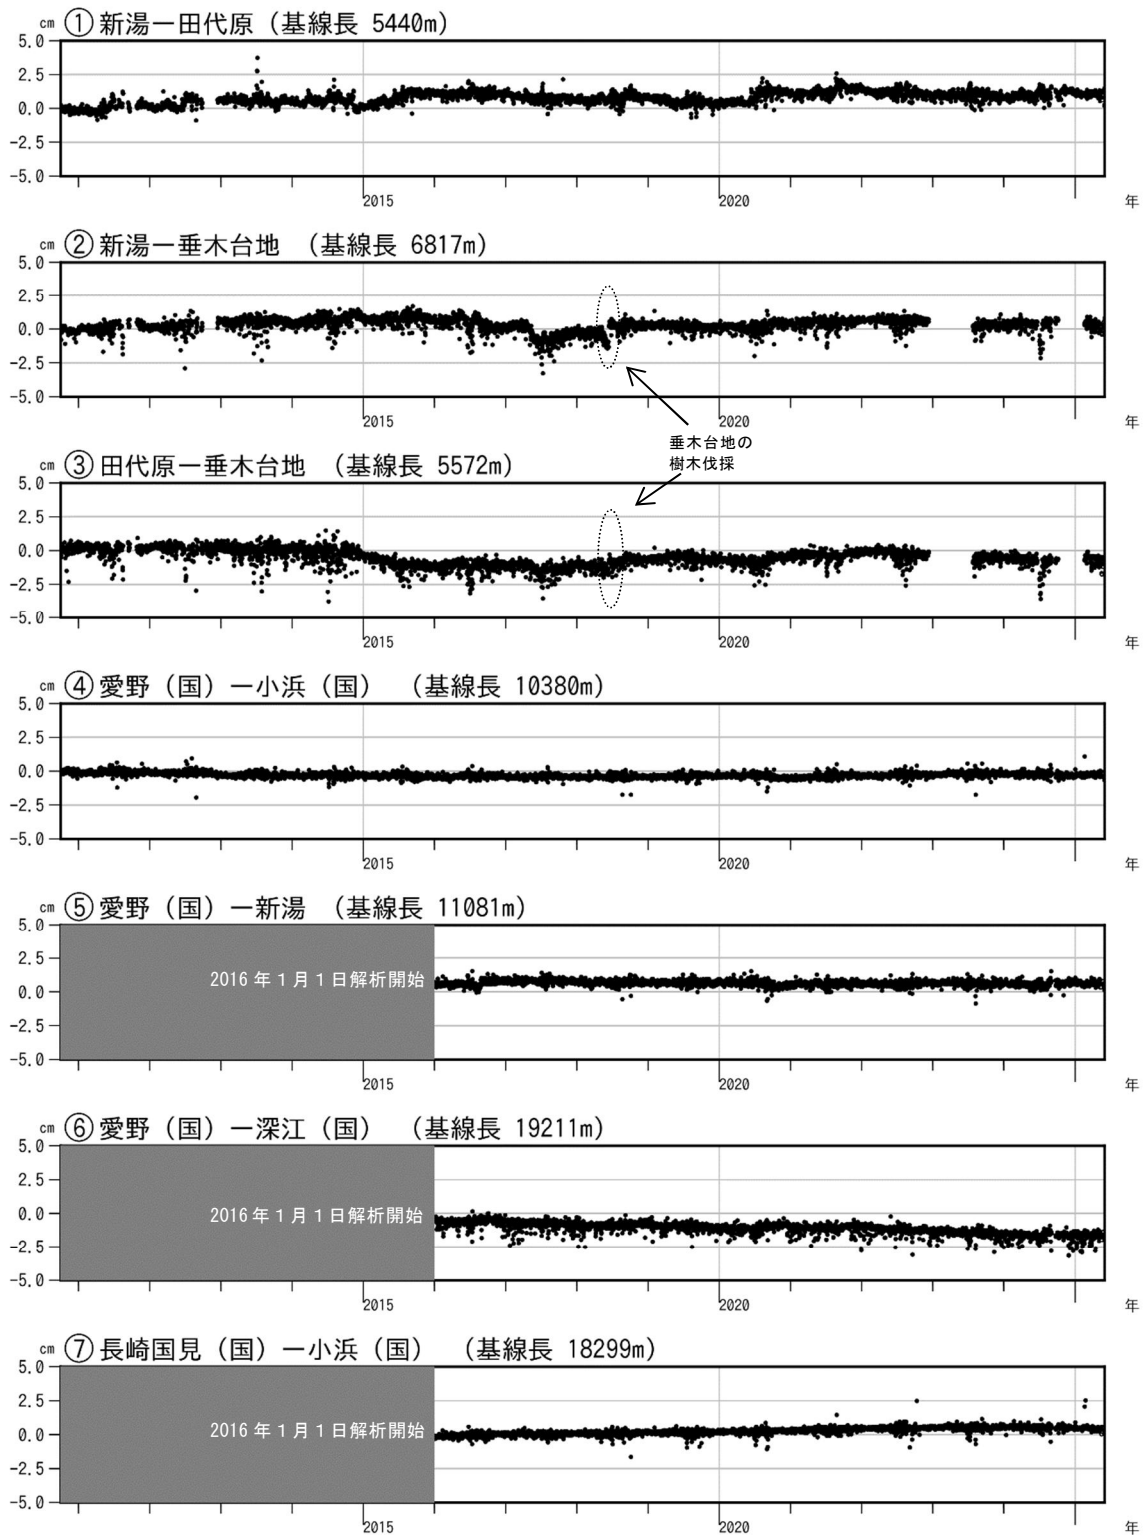 cm ①新湯ー田代原（基線長 5440m）
5.0
2.5
0.0
-2.5
-5.0
2015 2020 年
cm ②新湯ー垂木台地 （基線長 6817m）
5.0
2.5
0.0
-2.5
-5.0
2015 2020 年
垂木台地の
樹木伐採
cm ③田代原ー垂木台地 （基線長 5572m）
5.0
2.5
0.0
-2.5
-5.0
2015 2020 年
cm ④愛野（国）ー小浜（国） （基線長 10380m）
5.0
2.5
0.0
-2.5
-5.0
2015 2020 年
cm ⑤愛野（国）ー新湯 （基線長 11081m）
5.0
2.5
2016年１月１日解析開始
0.0
-2.5
-5.0
2015 2020 年
cm ⑥愛野（国）ー深江（国） （基線長 19211m）
5.0
2.5
0.0
2016年１月１日解析開始
-2.5
-5.0
2015 2020 年
cm ⑦長崎国見（国）ー小浜（国） （基線長 18299m）
5.0
2.5
2016年１月１日解析開始
0.0
-2.5
-5.0
2015 2020 年